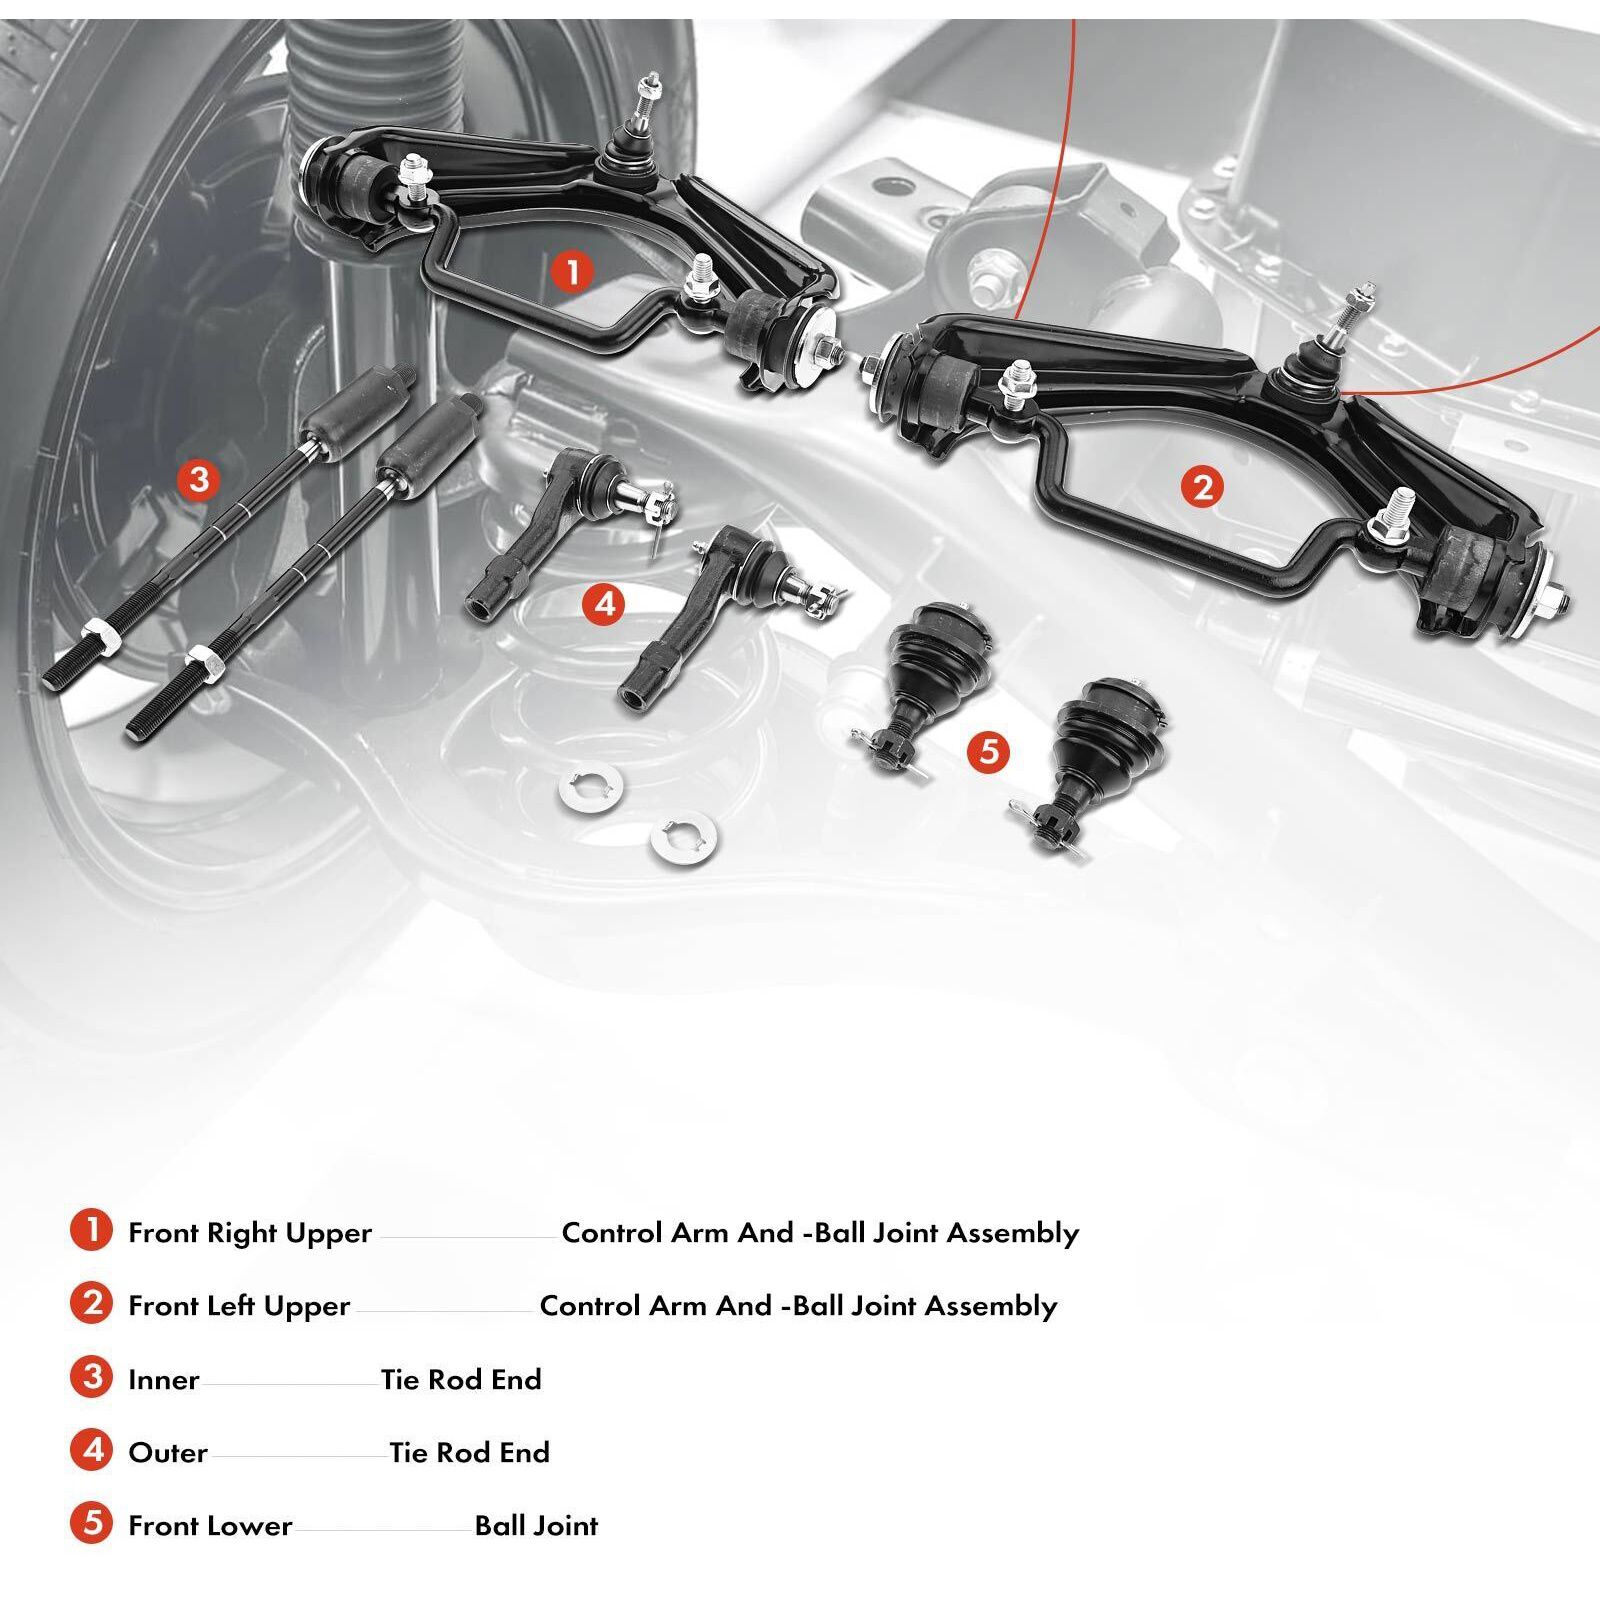 1
2
3
4
5
1 Front Right Upper Control Arm And -Ball Joint Assembly
2 Front Left Upper Control Arm And -Ball Joint Assembly
3 Inner Tie Rod End
4 Outer Tie Rod End
5 Front Lower Ball Joint